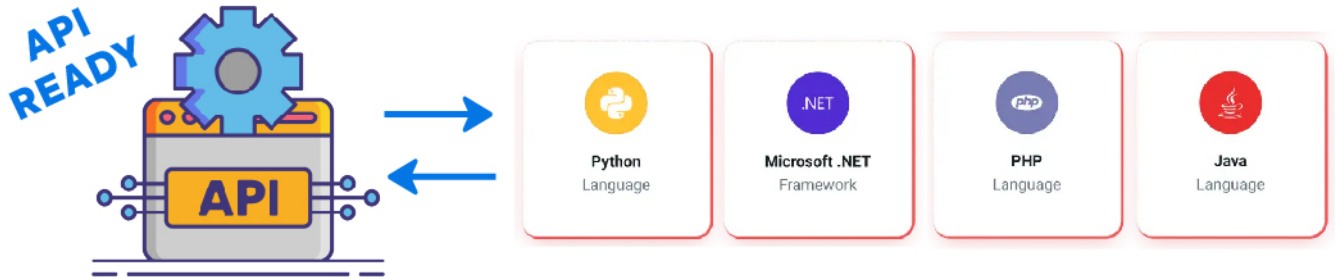 API
READY
API
Python
Language
.NET
Microsoft .NET
Framework
php
PHP
Language
Java
Language